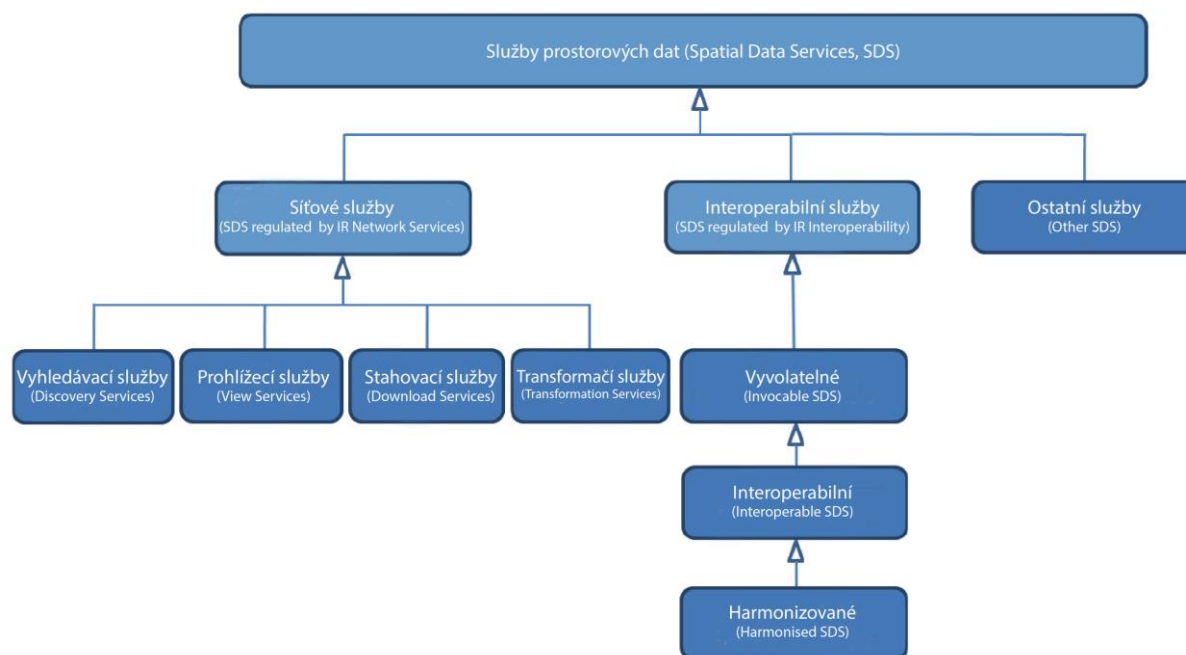 Služby prostorových dat (Spatial Data Services, SDS)
Síťové služby
(SDS regulated by IR Network Services)
Interoperabilní služby
(SDS regulated by IR Interoperability)
Ostatní služby
(Other SDS)
Vyhledávací služby
(Discovery Services)
Prohlížecí služby
(View Services)
Stahovací služby
(Download Services)
Transformačí služby
(Transformation Services)
Vyvolatelné
(Invocable SDS)
Interoperabilní
(Interoperable SDS)
Harmonizované
(Harmonised SDS)